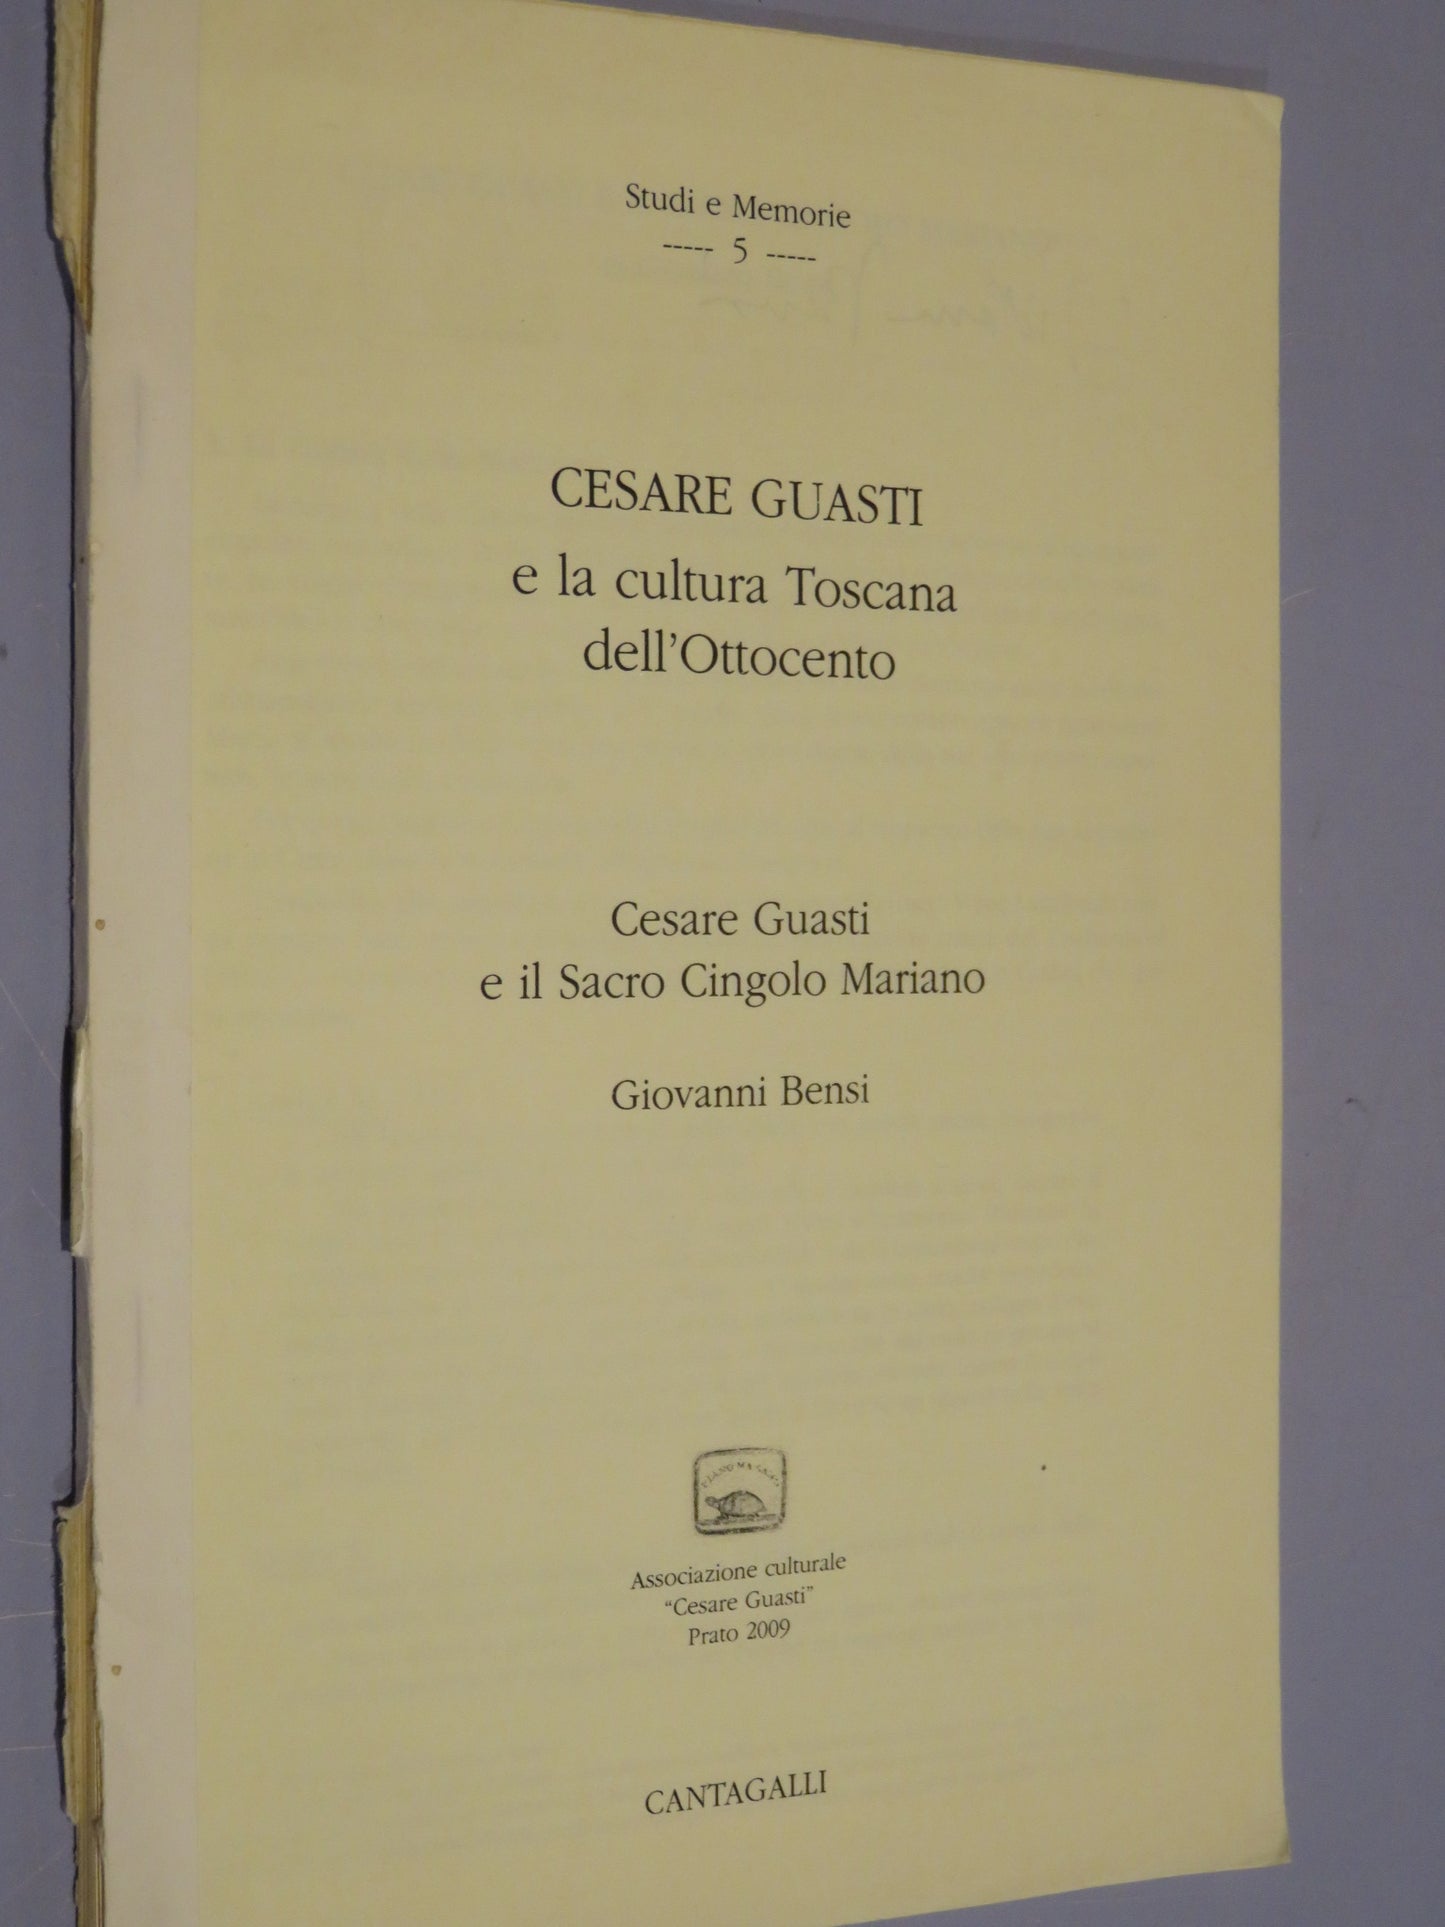 Studi e Memorie
----- 5 -----
CESARE GUASTI
e la cultura Toscana
dell'Ottocento
Cesare Guasti
e il Sacro Cingolo Mariano
Giovanni Bensi
Associazione culturale
“Cesare Guasti”
Prato 2009
CANTAGALLI